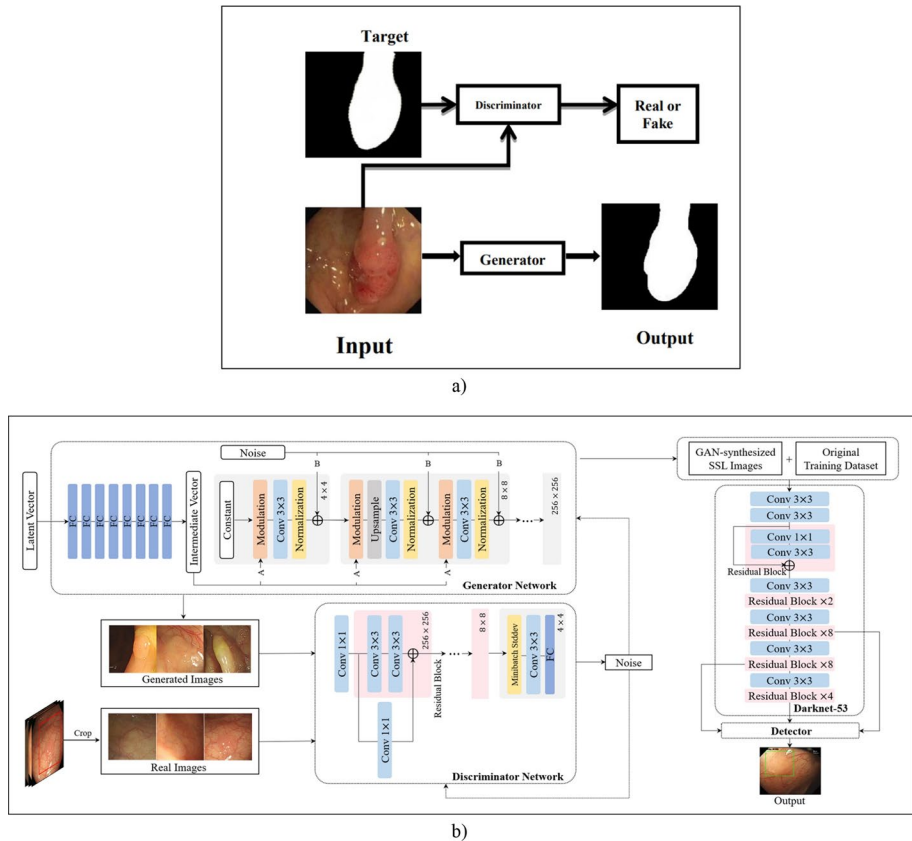 Target
Discriminator
Real or
Fake
Generator
Input
Output
a)
Latent Vector
FC
FC
FC
FC
FC
FC
FC
FC
Intermediate Vector
Noise
B
B
B
Constant
Modulation
Conv 3×3
Normalization
4×4
Modulation
Upsample
Conv 3×3
Normalization
Modulation
Conv 3×3
Normalization
8×8
256×256
A
A
A
Generator Network
Generated Images
Crop
Real Images
Conv 1×1
Conv 3×3
Conv 3×3
256×256
Conv 1×1
Residual Block
8×8
Minibatch Stddev
Conv 3×3
FC
4×4
Discriminator Network
Noise
GAN-synthesized
SSL Images
+
Original
Training Dataset
Conv 3×3
Conv 3×3
Conv 1×1
Conv 3×3
Residual Block
Conv 3×3
Residual Block ×2
Conv 3×3
Residual Block ×8
Conv 3×3
Residual Block ×8
Conv 3×3
Residual Block ×4
Darknet-53
Detector
Output
b)